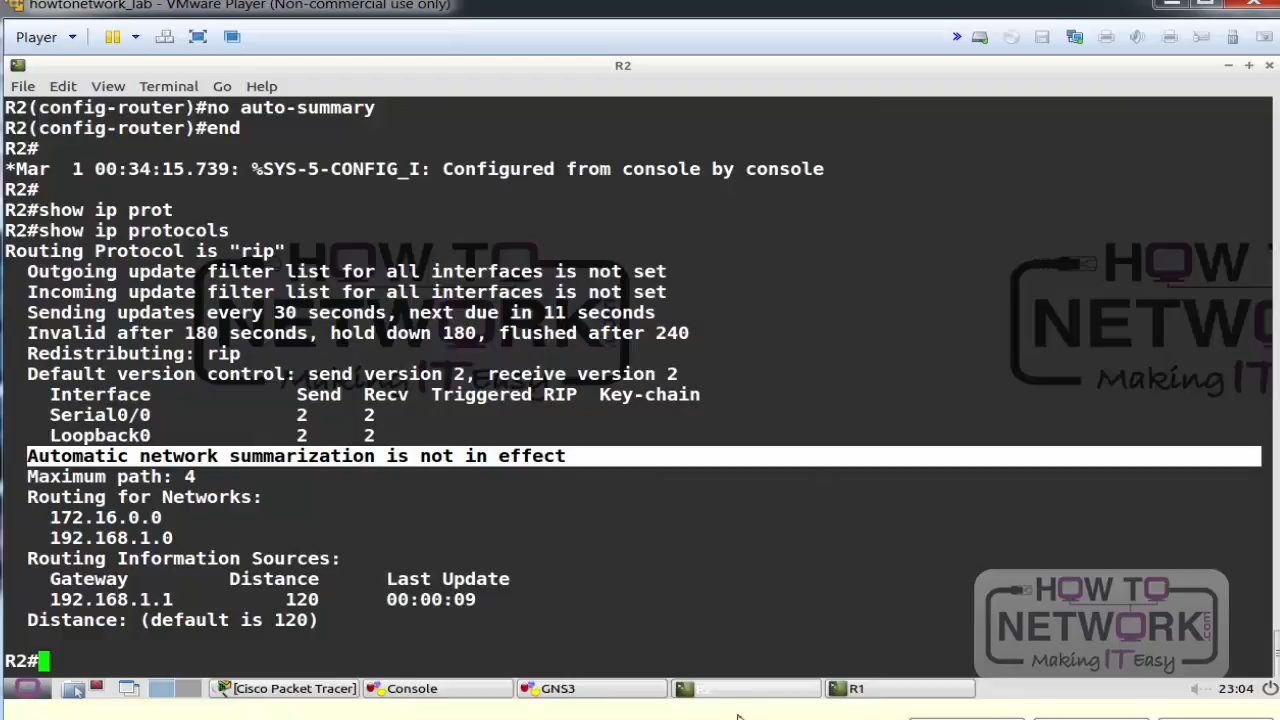 howtonetwork_lab - VMware Player (Non-commercial use only)
Player
R2
File Edit View Terminal Go Help
R2(config-router)#no auto-summary
R2(config-router)#end
R2#
*Mar  1 00:34:15.739: %SYS-5-CONFIG_I: Configured from console by console
R2#
R2#show ip prot
R2#show ip protocols
Routing Protocol is "rip"
  Outgoing update filter list for all interfaces is not set
  Incoming update filter list for all interfaces is not set
  Sending updates every 30 seconds, next due in 11 seconds
  Invalid after 180 seconds, hold down 180, flushed after 240
  Redistributing: rip
  Default version control: send version 2, receive version 2
    Interface             Send  Recv  Triggered RIP  Key-chain
    Serial0/0             2     2
    Loopback0             2     2
  Automatic network summarization is not in effect
  Maximum path: 4
  Routing for Networks:
    172.16.0.0
    192.168.1.0
  Routing Information Sources:
    Gateway         Distance      Last Update
    192.168.1.1          120      00:00:09
  Distance: (default is 120)
R2#
HOW TO
NETWORK
Making IT Easy
HOW
NETW
Making IT
HOW TO
NETWORK.com
Making IT Easy
[Cisco Packet Tracer] Console GNS3 R2 R1 23:04